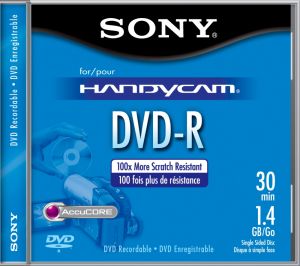 SONY
for/pour
HANDYCAM
DVD-R
100x More Scratch Resistant
100 fois plus de résistance
30
min
1.4
GB/Go
Single Sided Disc
Disque à simple face
AccuCORE
DVD
DVD Recordable • DVD Enregistrable
DVD Recordable • DVD Enregistrable
SONY